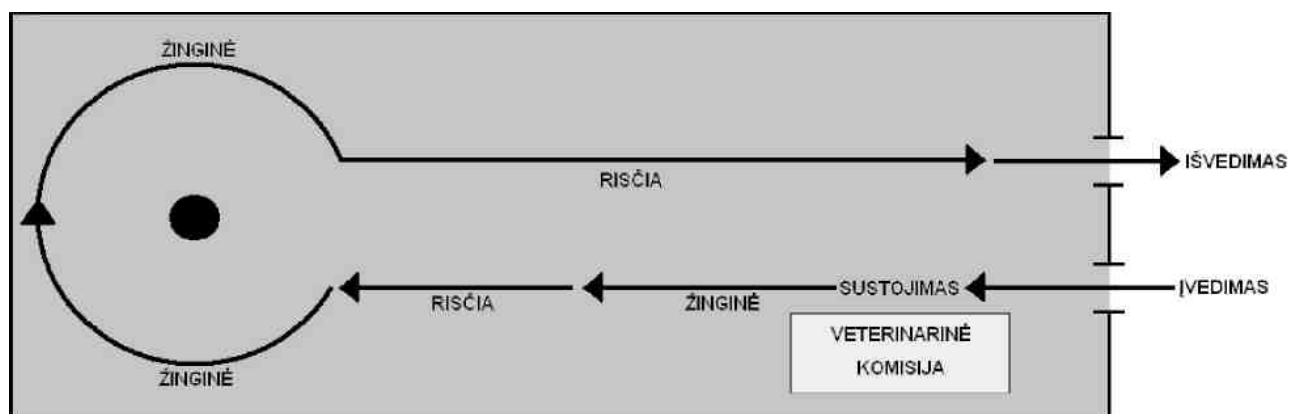 ŽINGINĖ
RISČIA
IŠVEDIMAS
RISČIA
ŽINGINĖ
SUSTOJIMAS
ĮVEDIMAS
VETERINARINĖ
KOMISIJA
ŽINGINĖ